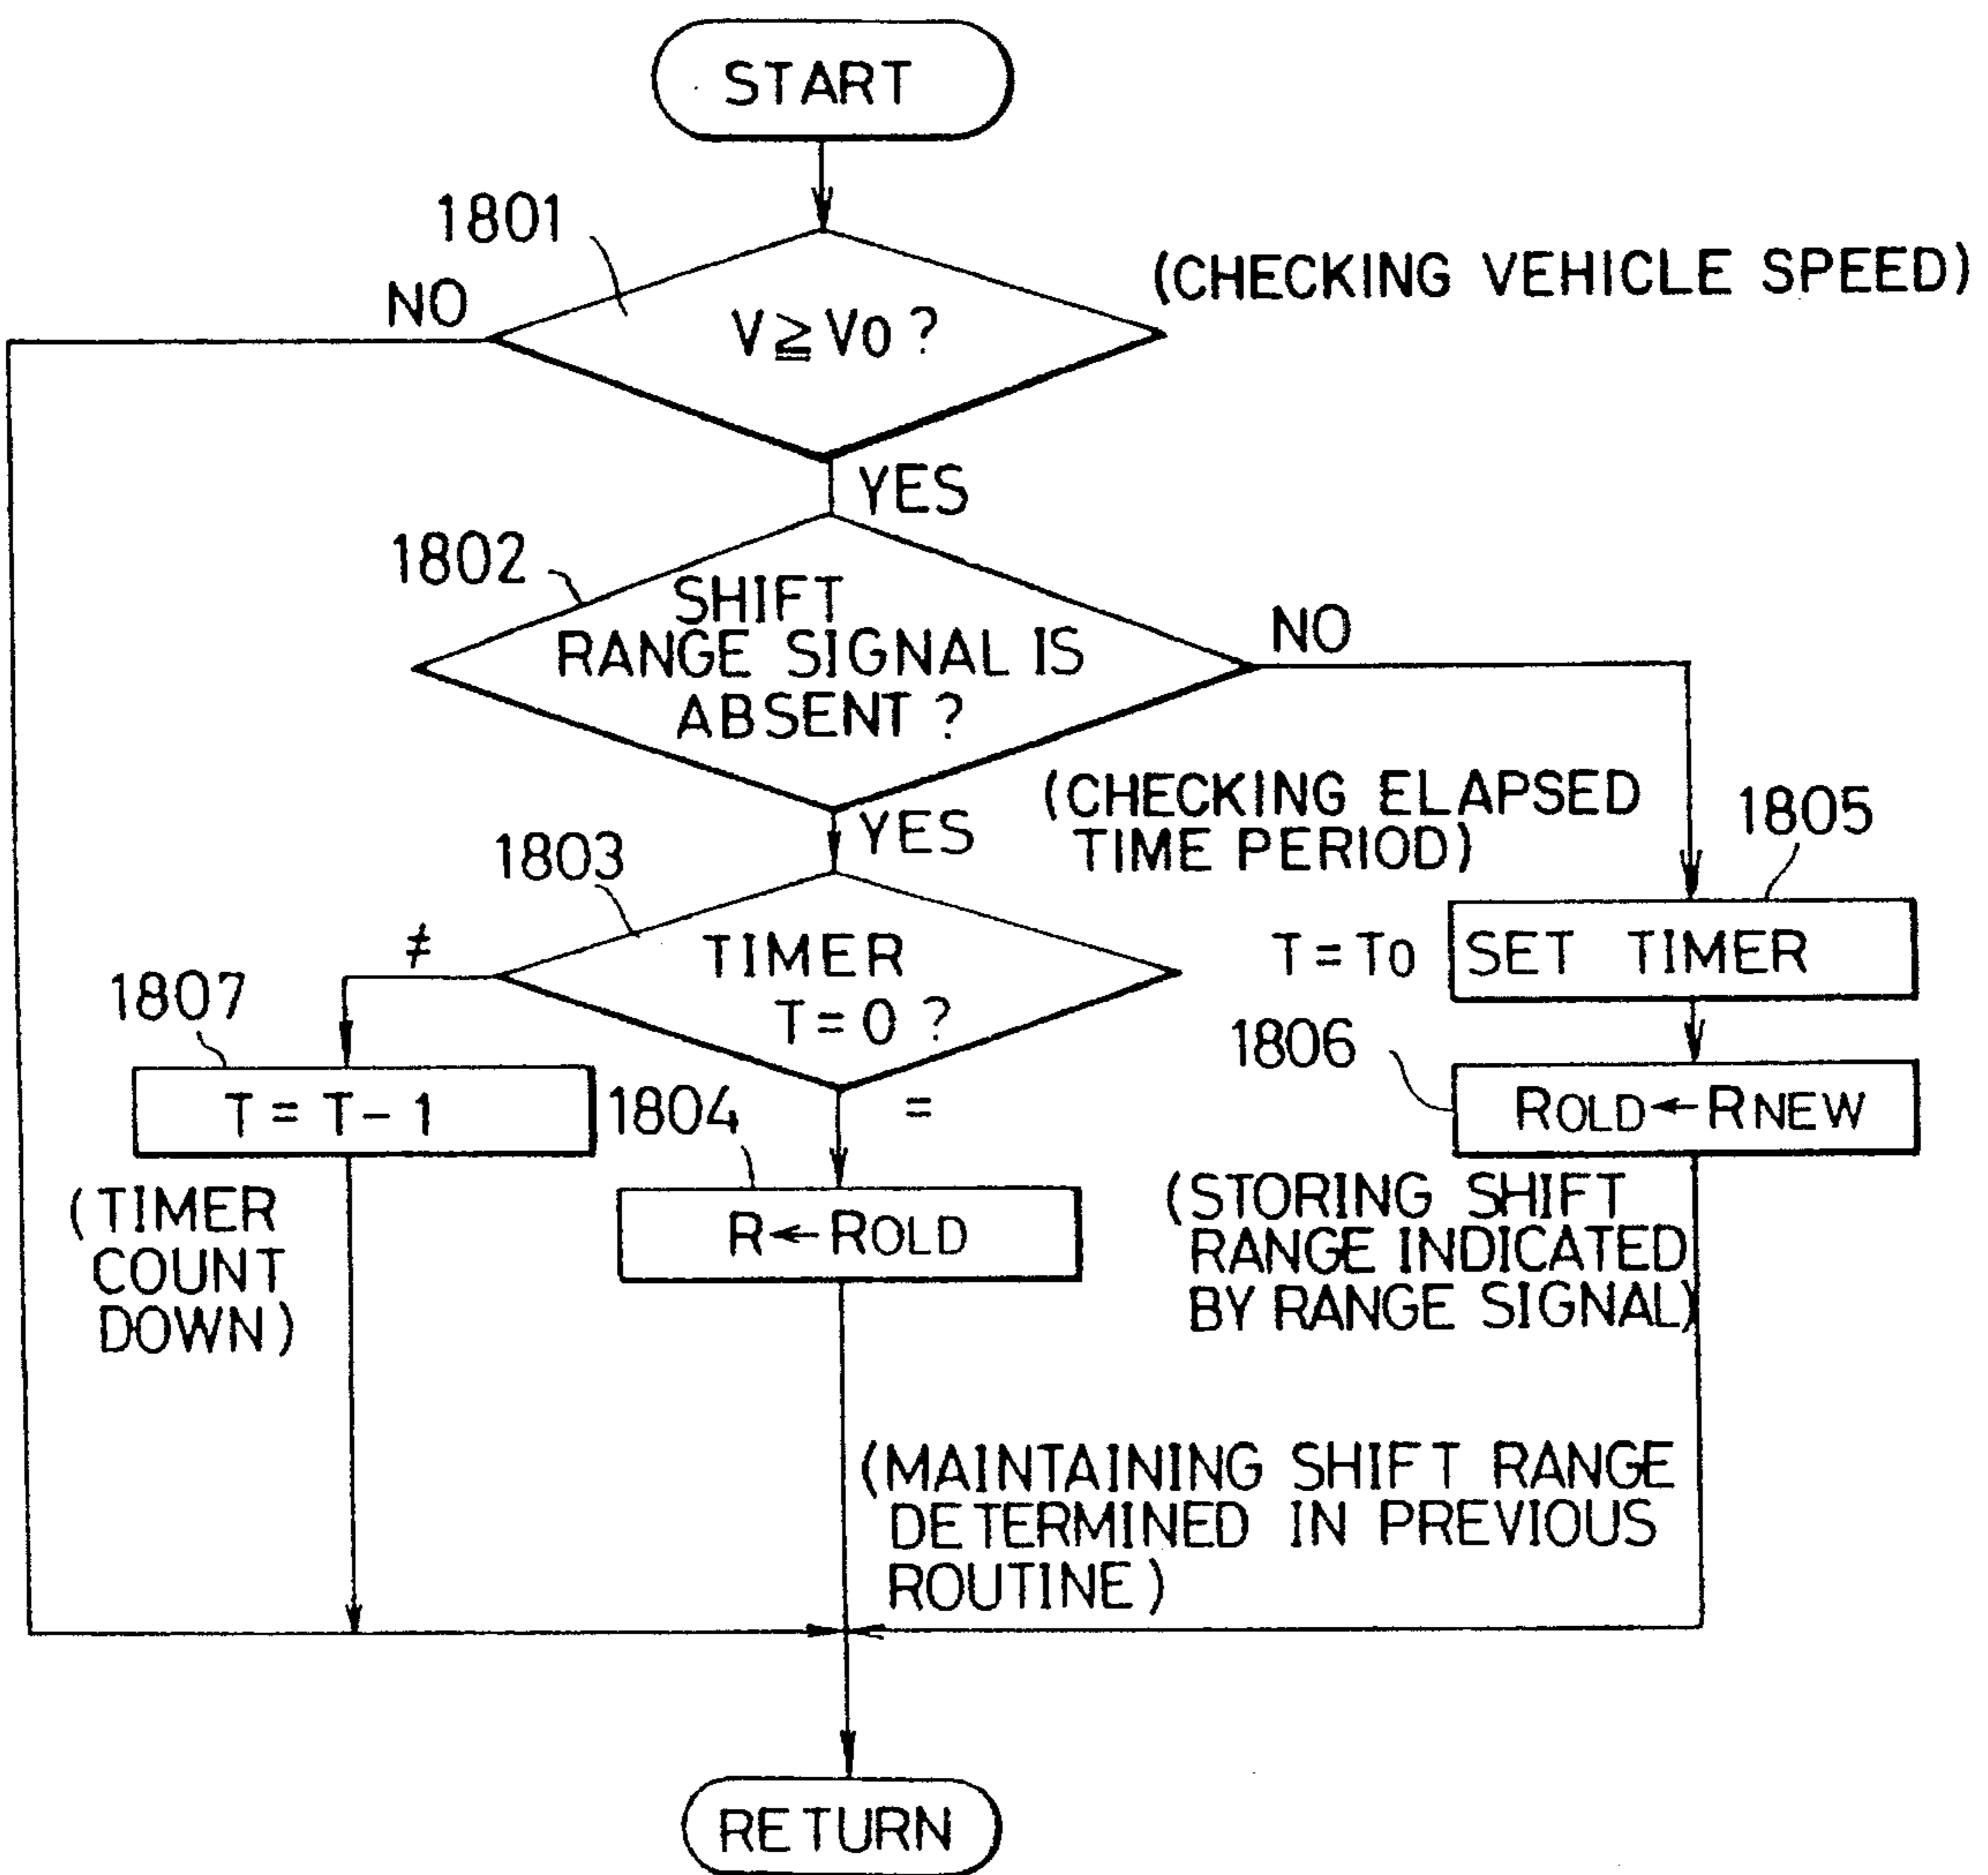 START
1801
NO
V≧V0 ?
(CHECKING VEHICLE SPEED)
YES
1802
SHIFT
RANGE SIGNAL IS
ABSENT ?
NO
YES
(CHECKING ELAPSED
TIME PERIOD)
1805
1803
≠
TIMER
T=0 ?
T=T0
SET TIMER
1807
1806
T = T-1
1804
=
ROLD←RNEW
(TIMER
COUNT
DOWN)
R←ROLD
(STORING SHIFT
RANGE INDICATED
BY RANGE SIGNAL)
(MAINTAINING SHIFT RANGE
DETERMINED IN PREVIOUS
ROUTINE)
RETURN